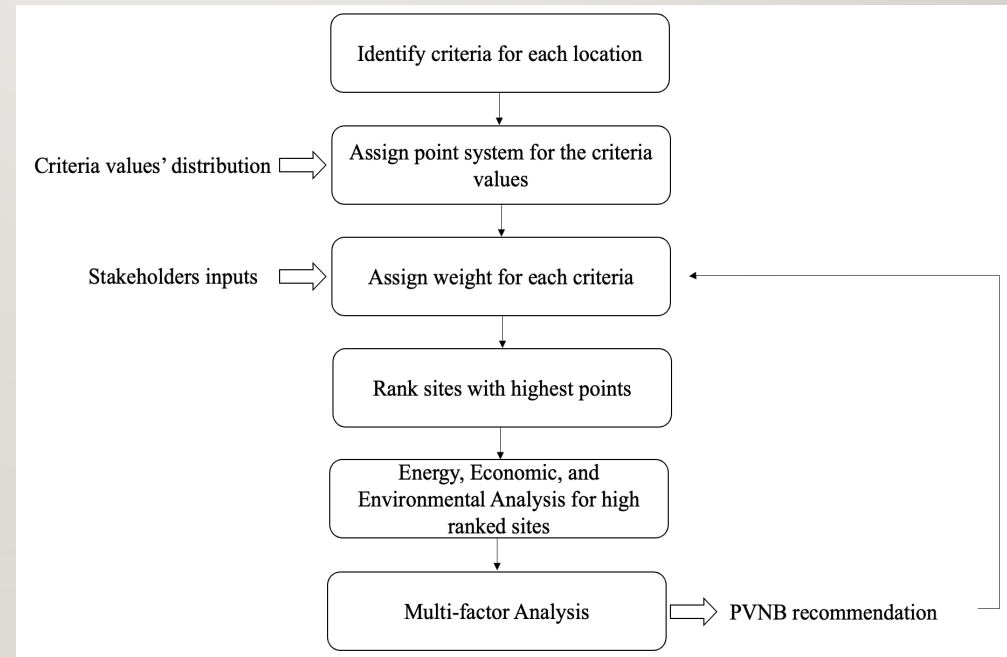 Identify criteria for each location
Criteria values’ distribution
Assign point system for the criteria
values
Stakeholders inputs
Assign weight for each criteria
Rank sites with highest points
Energy, Economic, and
Environmental Analysis for high
ranked sites
Multi-factor Analysis
PVNB recommendation